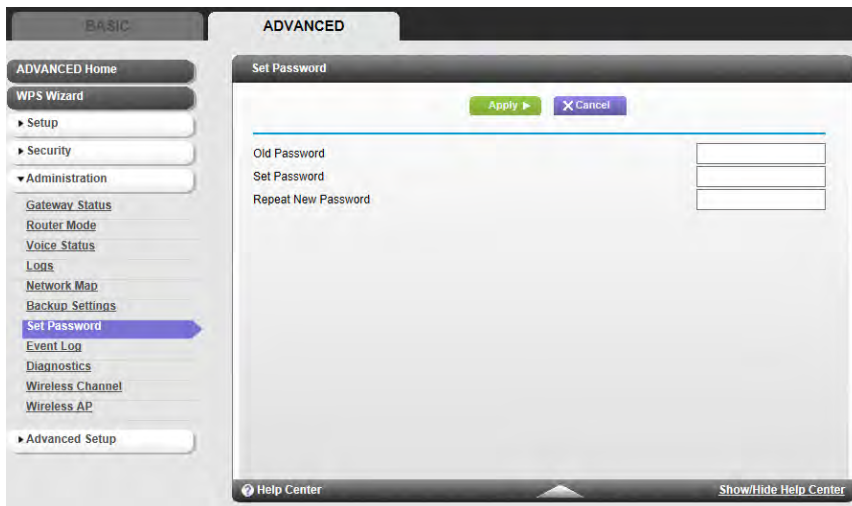 BASIC
ADVANCED
ADVANCED Home
WPS Wizard
Setup
Security
Administration
Gateway Status
Router Mode
Voice Status
Logs
Network Map
Backup Settings
Set Password
Event Log
Diagnostics
Wireless Channel
Wireless AP
Advanced Setup
Set Password
Apply
Cancel
Old Password
Set Password
Repeat New Password
Help Center
Show/Hide Help Center